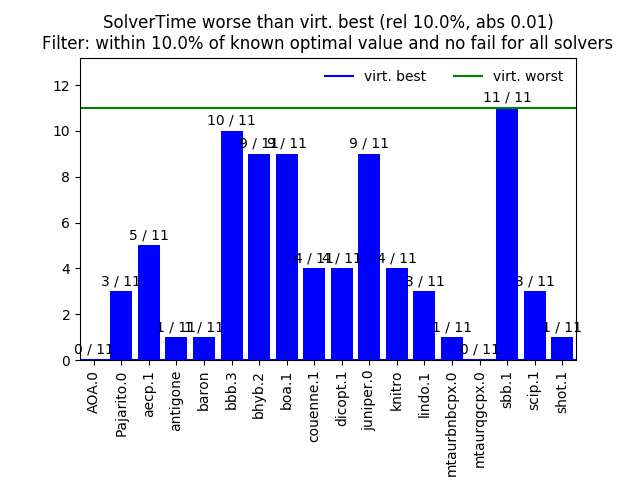 SolverTime worse than virt. best (rel 10.0%, abs 0.01)
Filter: within 10.0% of known optimal value and no fail for all solvers
virt. best
virt. worst
12
10
8
6
4
2
0
0 / 11
3 / 11
5 / 11
1 / 11
1 / 11
10 / 11
9 / 11
9 / 11
4 / 11
4 / 11
9 / 11
4 / 11
3 / 11
1 / 11
0 / 11
11 / 11
3 / 11
1 / 11
AOA.0
Pajarito.0
aecp.1
antigone
baron
bbb.3
bhyb.2
boa.1
couenne.1
dicopt.1
juniper.0
knitro
lindo.1
mtaurbnbcpx.0
mtaurqgcpx.0
sbb.1
scip.1
shot.1